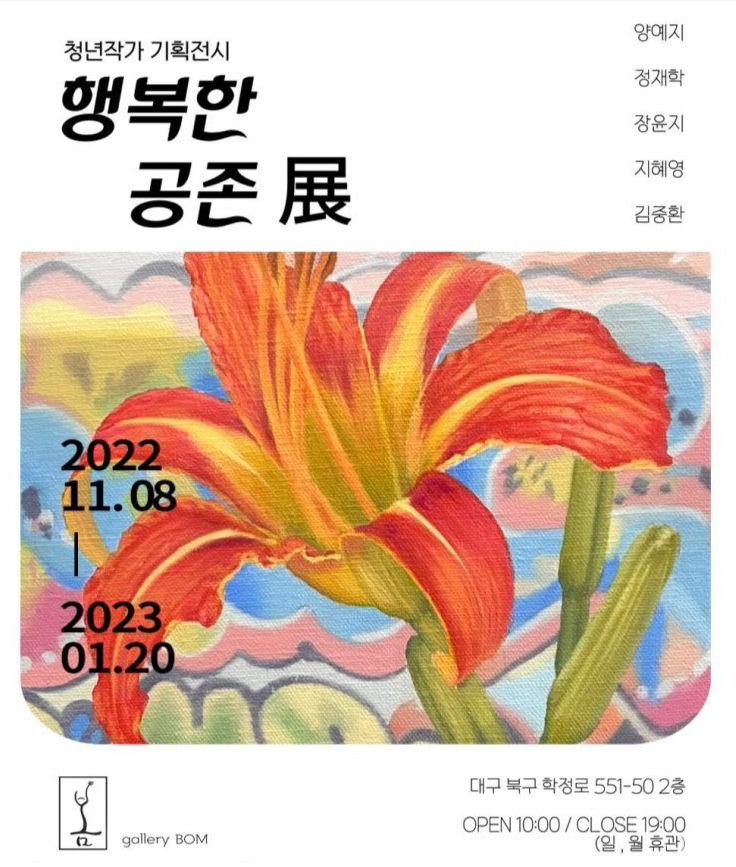 청년작가 기획전시
행복한
공존 展
양예지
정재학
장윤지
지혜영
김중환
2022
11.08
|
2023
01.20
봄
gallery BOM
대구 북구 학정로 551-50 2층
OPEN 10:00 / CLOSE 19:00
(일 , 월 휴관)